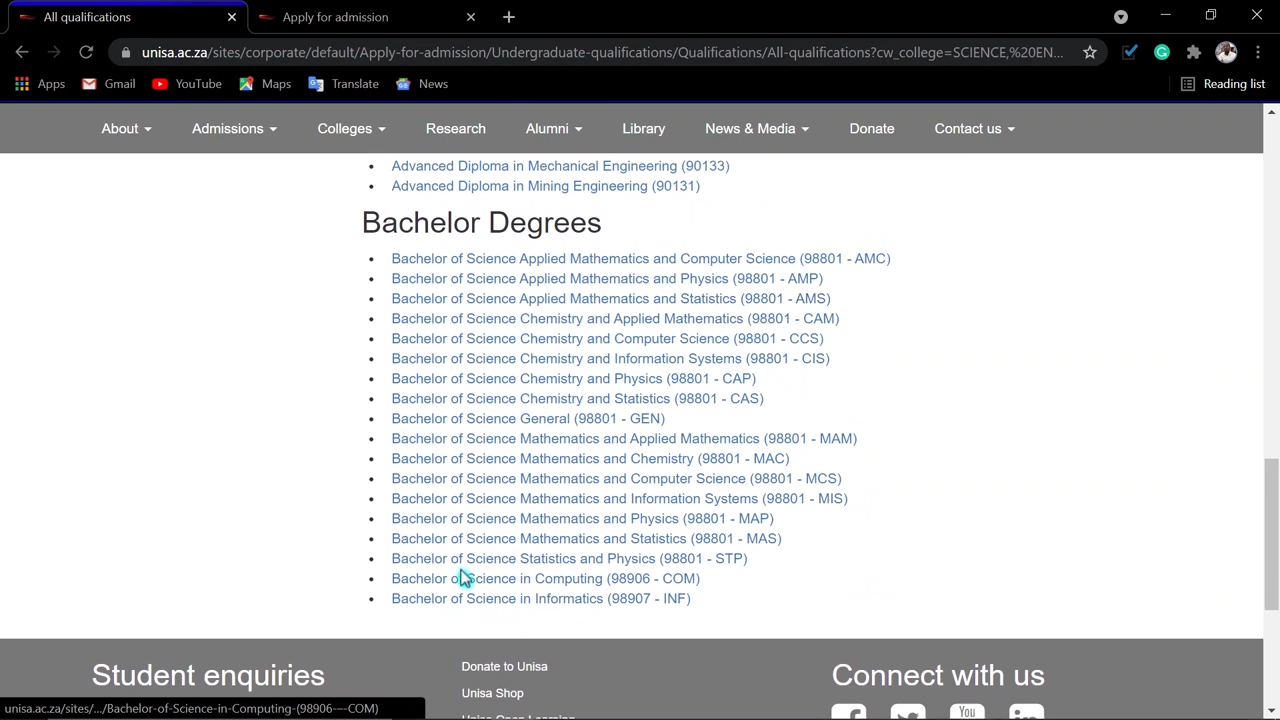 All qualifications
Apply for admission
unisa.ac.za/sites/corporate/default/Apply-for-admission/Undergraduate-qualifications/Qualifications/All-qualifications?cw_college=SCIENCE,%20EN...
Apps
Gmail
YouTube
Maps
Translate
News
Reading list
About
Admissions
Colleges
Research
Alumni
Library
News & Media
Donate
Contact us
Advanced Diploma in Mechanical Engineering (90133)
Advanced Diploma in Mining Engineering (90131)
Bachelor Degrees
Bachelor of Science Applied Mathematics and Computer Science (98801 - AMC)
Bachelor of Science Applied Mathematics and Physics (98801 - AMP)
Bachelor of Science Applied Mathematics and Statistics (98801 - AMS)
Bachelor of Science Chemistry and Applied Mathematics (98801 - CAM)
Bachelor of Science Chemistry and Computer Science (98801 - CCS)
Bachelor of Science Chemistry and Information Systems (98801 - CIS)
Bachelor of Science Chemistry and Physics (98801 - CAP)
Bachelor of Science Chemistry and Statistics (98801 - CAS)
Bachelor of Science General (98801 - GEN)
Bachelor of Science Mathematics and Applied Mathematics (98801 - MAM)
Bachelor of Science Mathematics and Chemistry (98801 - MAC)
Bachelor of Science Mathematics and Computer Science (98801 - MCS)
Bachelor of Science Mathematics and Information Systems (98801 - MIS)
Bachelor of Science Mathematics and Physics (98801 - MAP)
Bachelor of Science Mathematics and Statistics (98801 - MAS)
Bachelor of Science Statistics and Physics (98801 - STP)
Bachelor of Science in Computing (98906 - COM)
Bachelor of Science in Informatics (98907 - INF)
Student enquiries
Donate to Unisa
Unisa Shop
Unisa Open Learning
Connect with us
You
unisa.ac.za/sites/.../Bachelor-of-Science-in-Computing-(98906---COM)